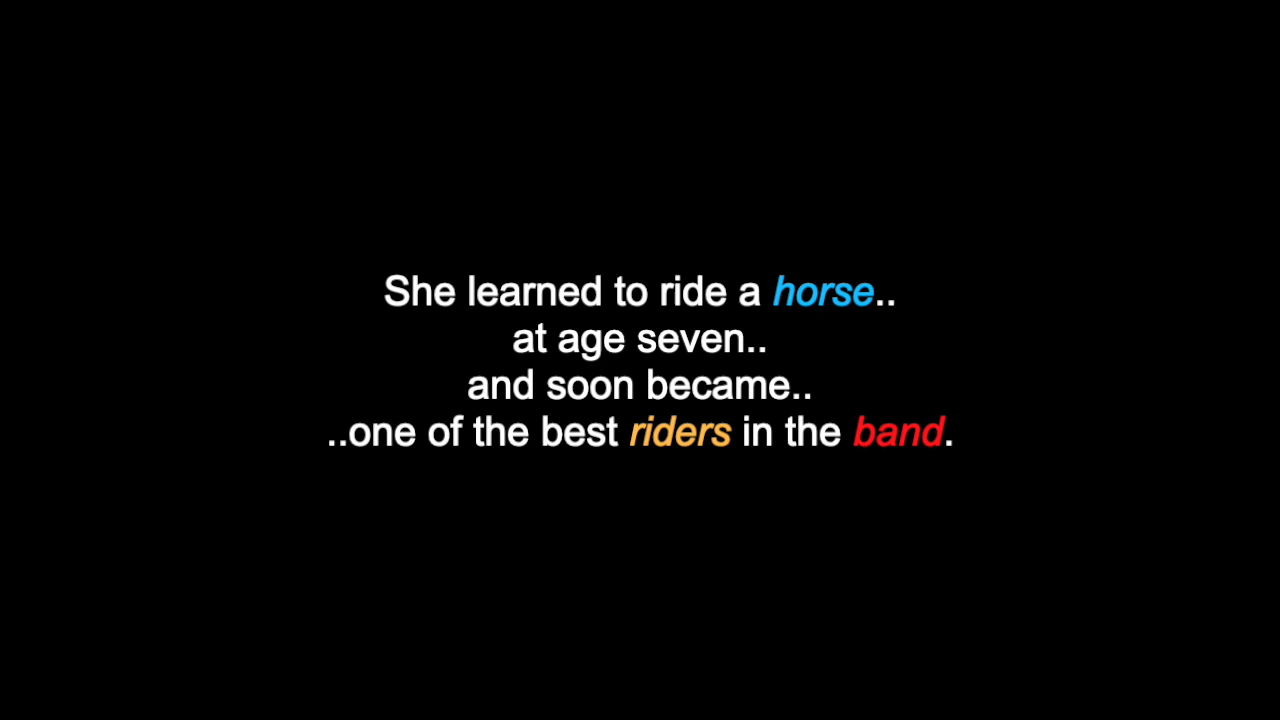 She learned to ride a horse..
at age seven..
and soon became..
..one of the best riders in the band.